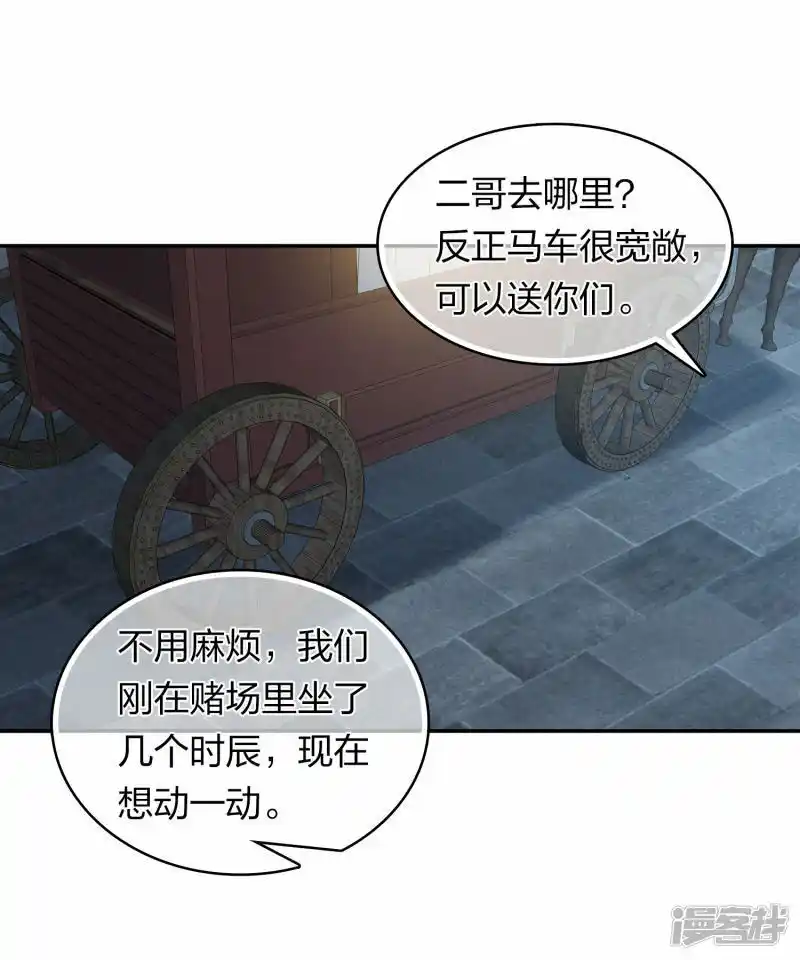 二哥去哪里？
反正马车很宽敞，
可以送你们。
不用麻烦，我们
刚在赌场里坐了
几个时辰，现在
想动一动。
漫客栈